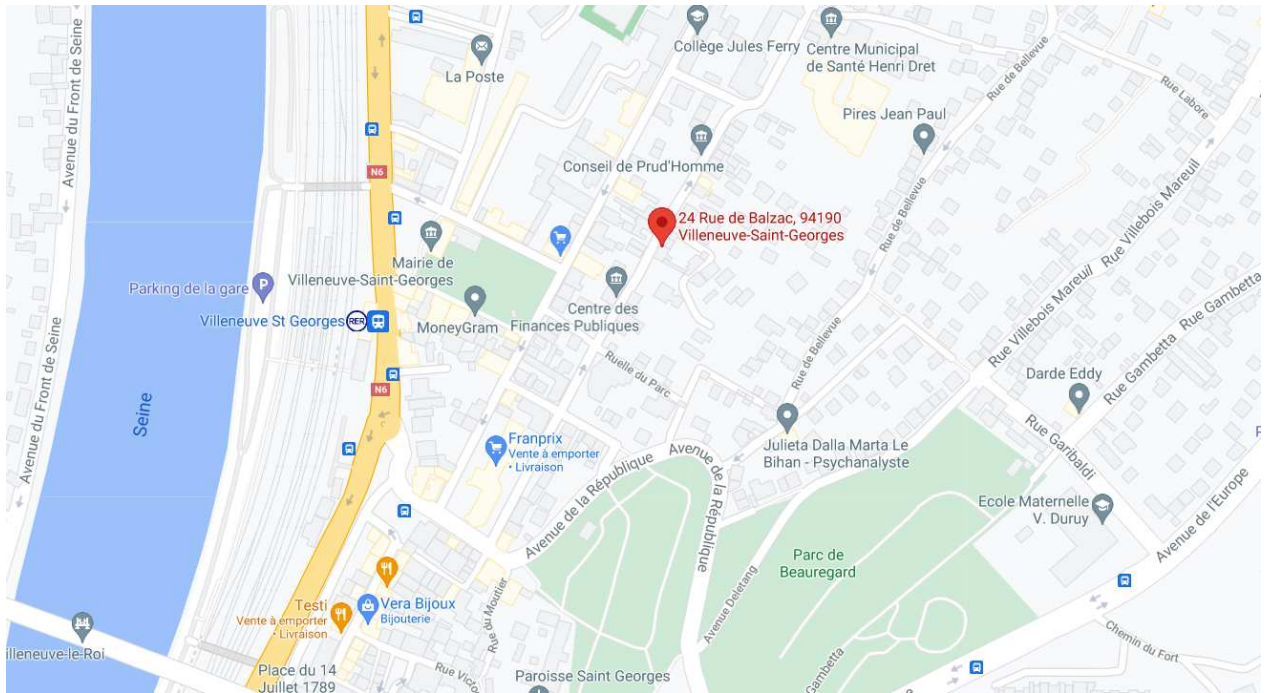 Collège Jules Ferry
Centre Municipal
de Santé Henri Dret
La Poste
Rue de Bellevue
Rue Labore
Avenue du Front de Seine
Pires Jean Paul
Conseil de Prud'Homme
N6
24 Rue de Balzac, 94190
Villeneuve-Saint-Georges
Rue de Bellevue
Rue Villebois Mareuil
Mairie de
Villeneuve-Saint-Georges
Parking de la gare
P
Centre des
Finances Publiques
MoneyGram
Villeneuve St Georges
RER
Rue Gambetta
Rue Villebois Mareuil
Ruelle du Parc
Rue de Bellevue
N6
Darde Eddy
Rue Gambetta
Avenue du Front de Seine
Seine
Franprix
Vente à emporter
• Livraison
Julieta Dalla Marta Le
Bihan - Psychanalyste
Rue Garibaldi
Avenue de la République
Avenue de la République
Ecole Maternelle
V. Duruy
Avenue de l'Europe
Parc de
Beauregard
Avenue Deletang
Testi
Vente à emporter
• Livraison
Vera Bijoux
Bijouterie
Rue du Moutier
illeneuve-le-Roi
Chemin du Fort
Place du 14
Juillet 1789
Rue Victo
Paroisse Saint Georges
Gambetta
P